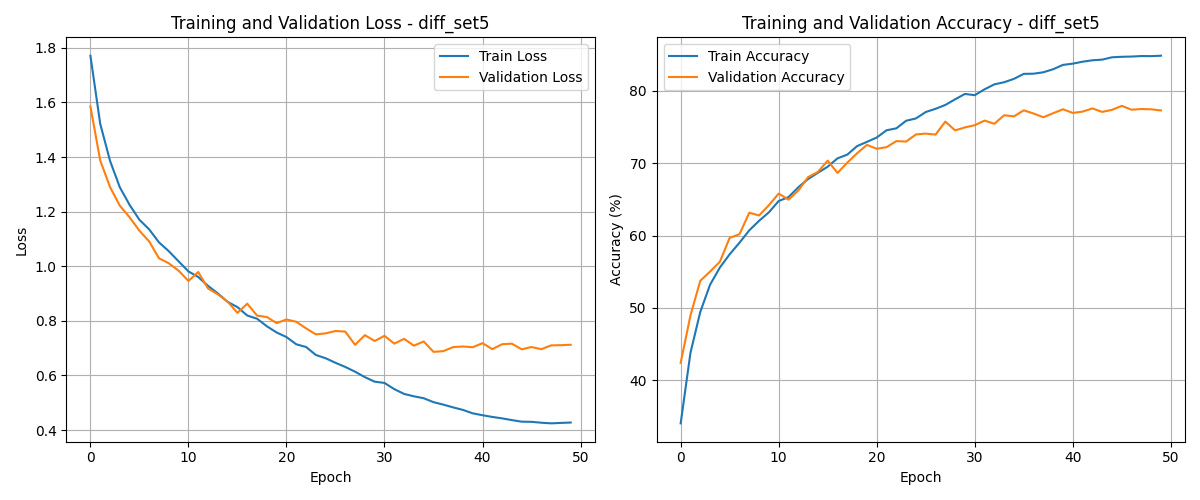 Training and Validation Loss - diff_set5
Train Loss
Validation Loss
1.8
1.6
1.4
1.2
1.0
0.8
0.6
0.4
Loss
0 10 20 30 40 50
Epoch
Training and Validation Accuracy - diff_set5
Train Accuracy
Validation Accuracy
80
70
60
50
40
Accuracy (%)
0 10 20 30 40 50
Epoch